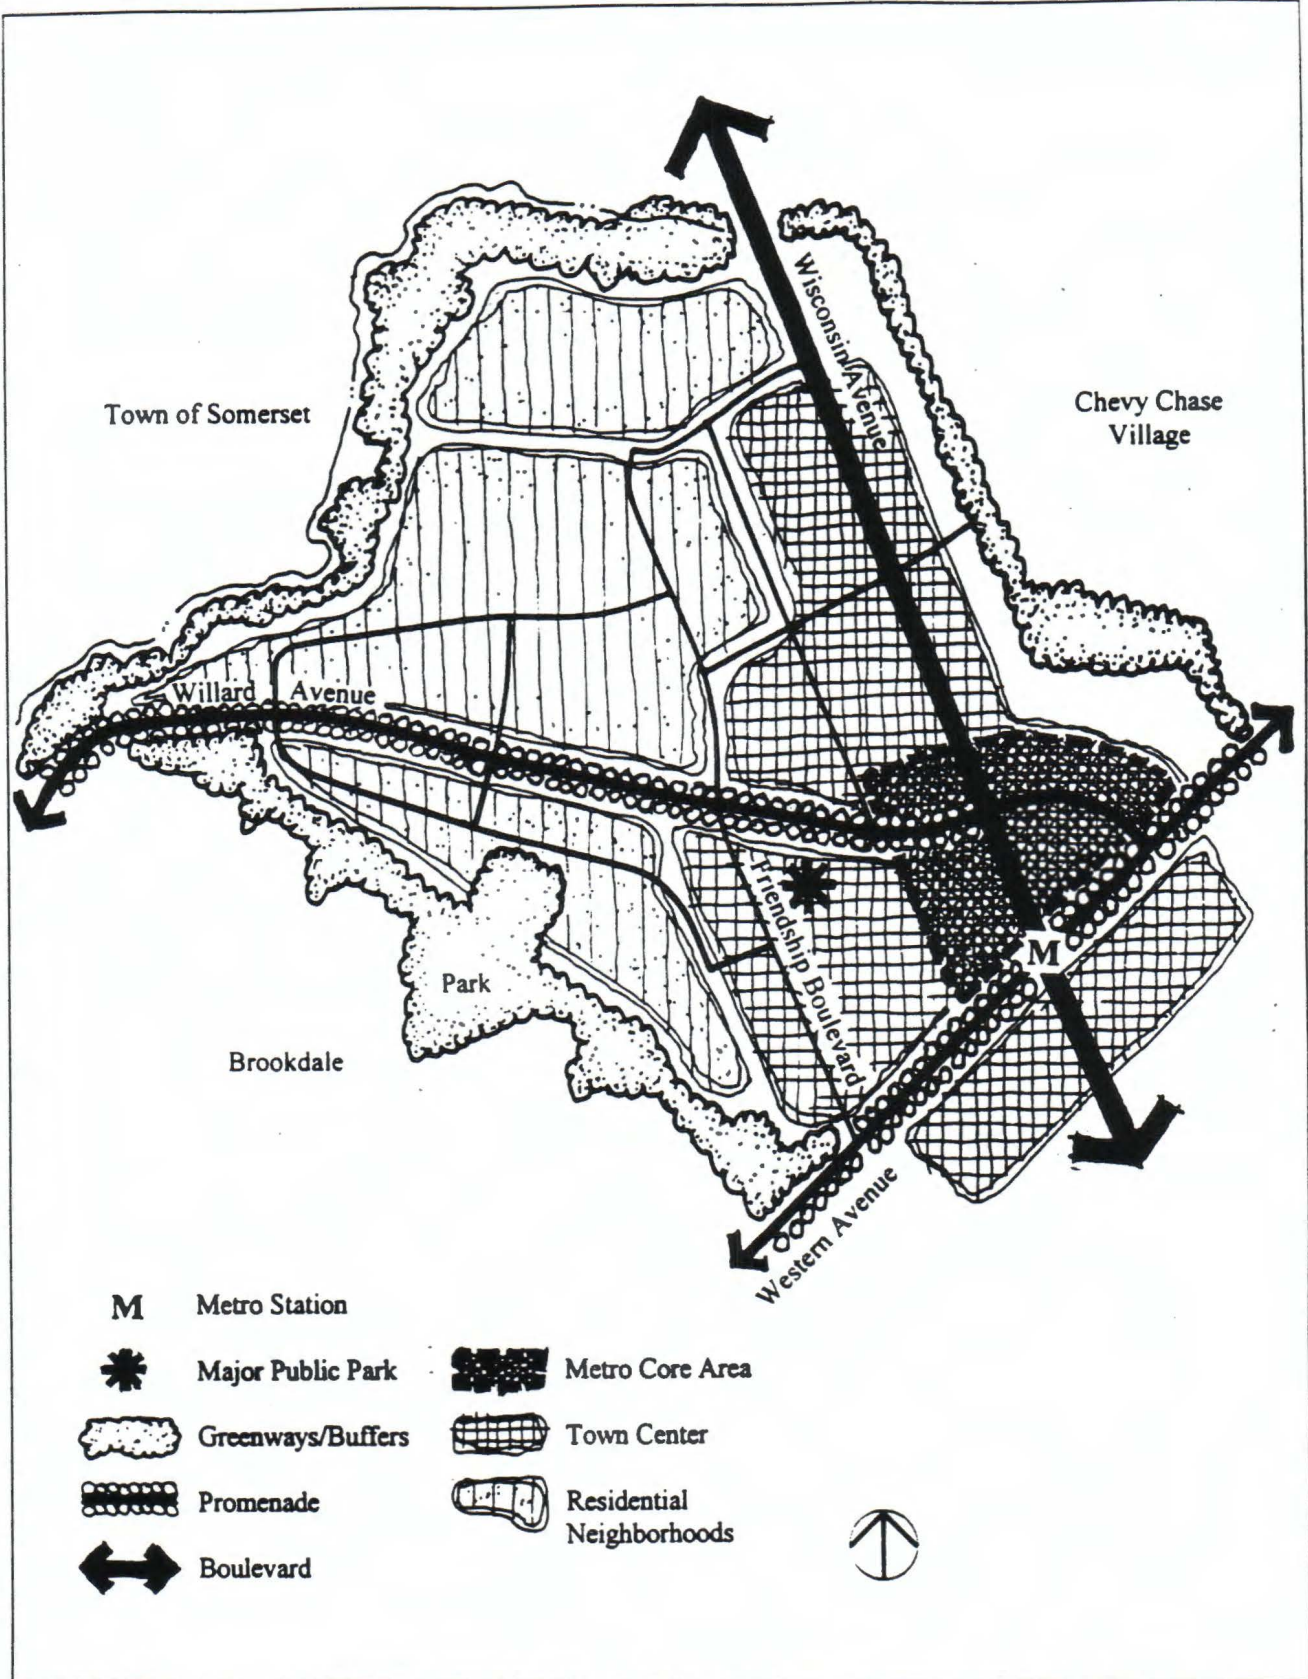 Wisconsin Avenue
Town of Somerset
Chevy Chase
Village
Willard Avenue
Friendship Boulevard
M
Park
Brookdale
Western Avenue
M Metro Station
Major Public Park
Greenways/Buffers
Promenade
Boulevard
Metro Core Area
Town Center
Residential
Neighborhoods